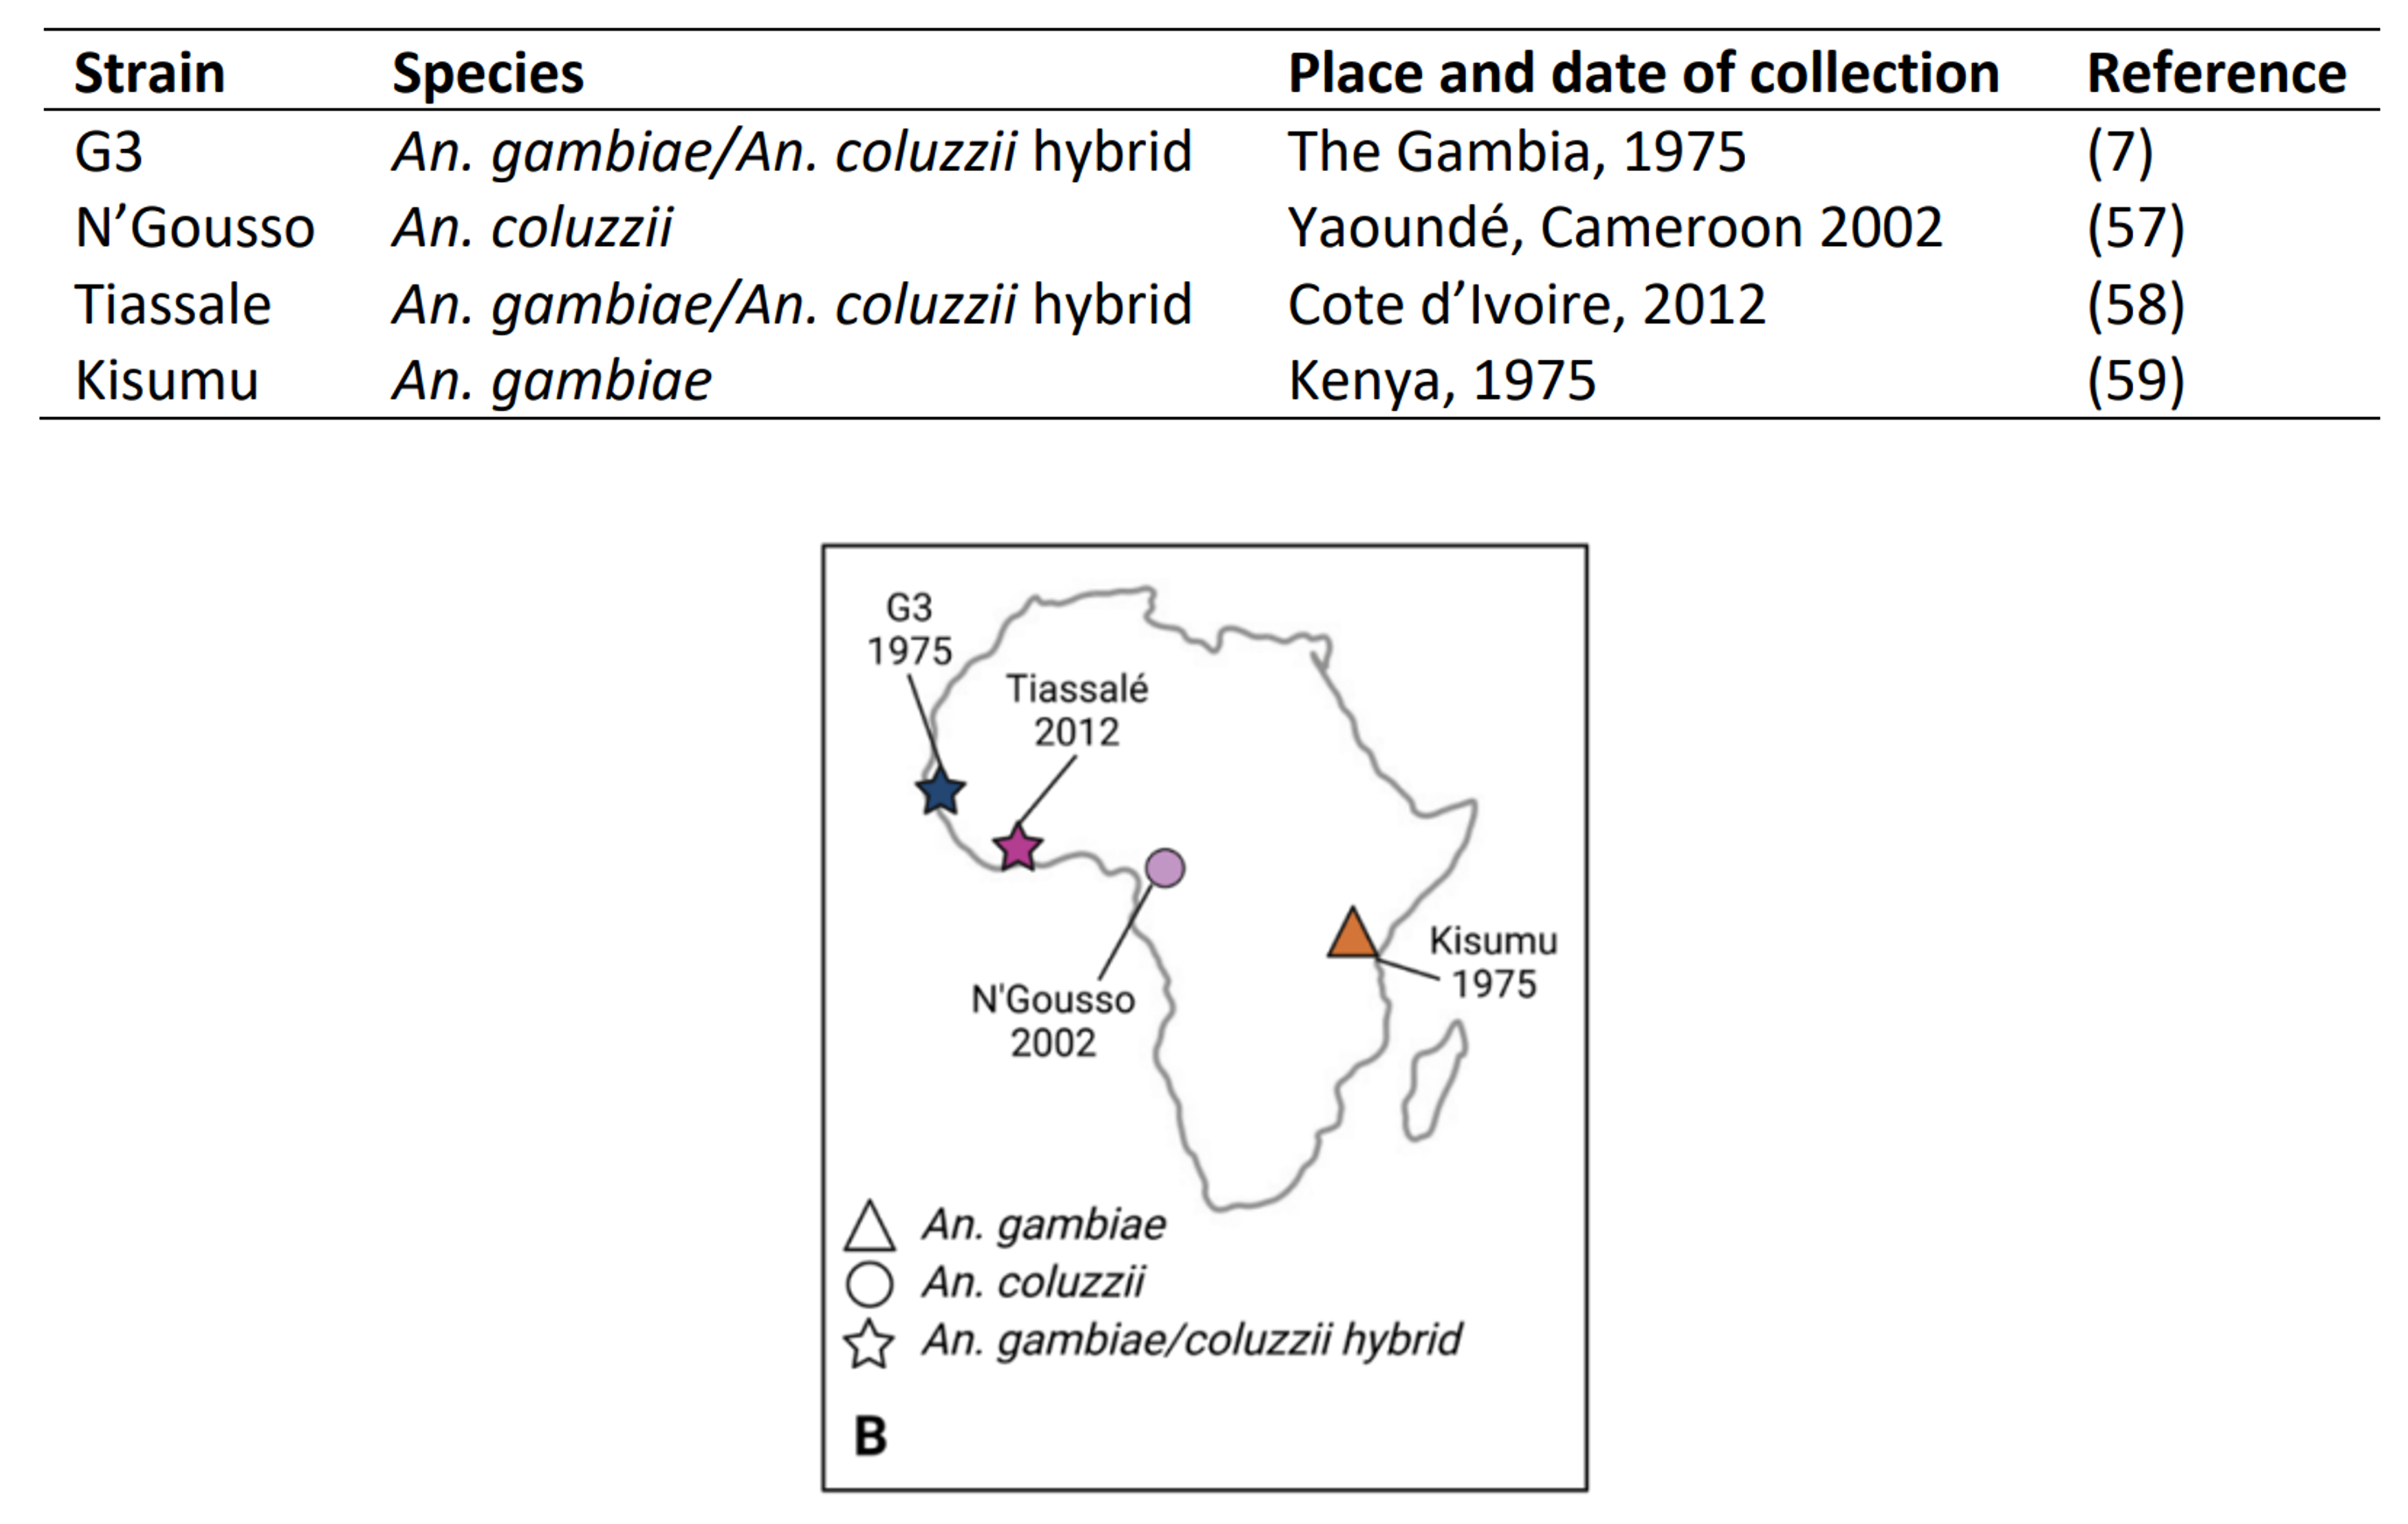 Strain Species Place and date of collection Reference
G3 An. gambiae/An. coluzzii hybrid The Gambia, 1975 (7)
N’Gousso An. coluzzii Yaoundé, Cameroon 2002 (57)
Tiassale An. gambiae/An. coluzzii hybrid Cote d’Ivoire, 2012 (58)
Kisumu An. gambiae Kenya, 1975 (59)
G3
1975
Tiassalé
2012
N'Gousso
2002
Kisumu
1975
An. gambiae
An. coluzzii
An. gambiae/coluzzii hybrid
B